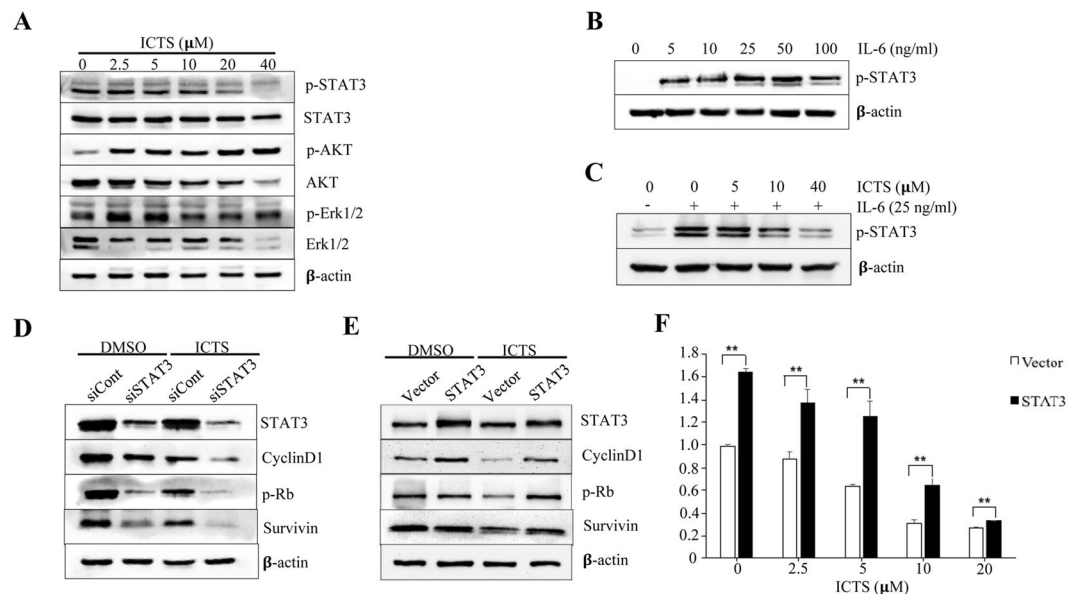 A
ICTS (μM)
0 2.5 5 10 20 40
p-STAT3
STAT3
p-AKT
AKT
p-Erk1/2
Erk1/2
β-actin
B
0 5 10 25 50 100 IL-6 (ng/ml)
p-STAT3
β-actin
C
0 0 5 10 40 ICTS (μM)
- + + + + IL-6 (25 ng/ml)
p-STAT3
β-actin
D
DMSO ICTS
siCont siSTAT3 siCont siSTAT3
STAT3
CyclinD1
p-Rb
Survivin
β-actin
E
DMSO ICTS
Vector STAT3 Vector STAT3
STAT3
CyclinD1
p-Rb
Survivin
β-actin
F
1.8
1.6
1.4
1.2
1.0
0.8
0.6
0.4
0.2
0
** ** ** ** **
0 2.5 5 10 20
ICTS (μM)
Vector
STAT3